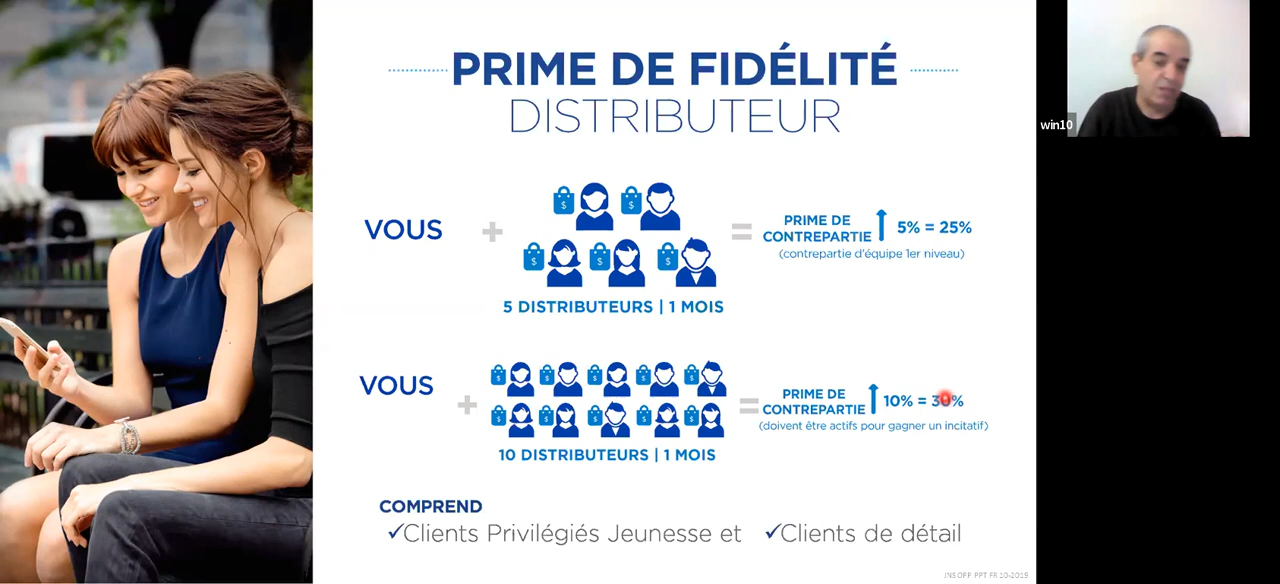 PRIME DE FIDÉLITÉ
DISTRIBUTEUR
VOUS
5 DISTRIBUTEURS | 1 MOIS
PRIME DE
CONTREPARTIE 5% = 25%
(contrepartie d'équipe 1er niveau)
VOUS
10 DISTRIBUTEURS | 1 MOIS
PRIME DE
CONTREPARTIE 10% = 30%
(doivent être actifs pour gagner un incitatif)
COMPREND
✓Clients Privilégiés Jeunesse et ✓Clients de détail
JNS OFP PPT FR 10-2019
win10